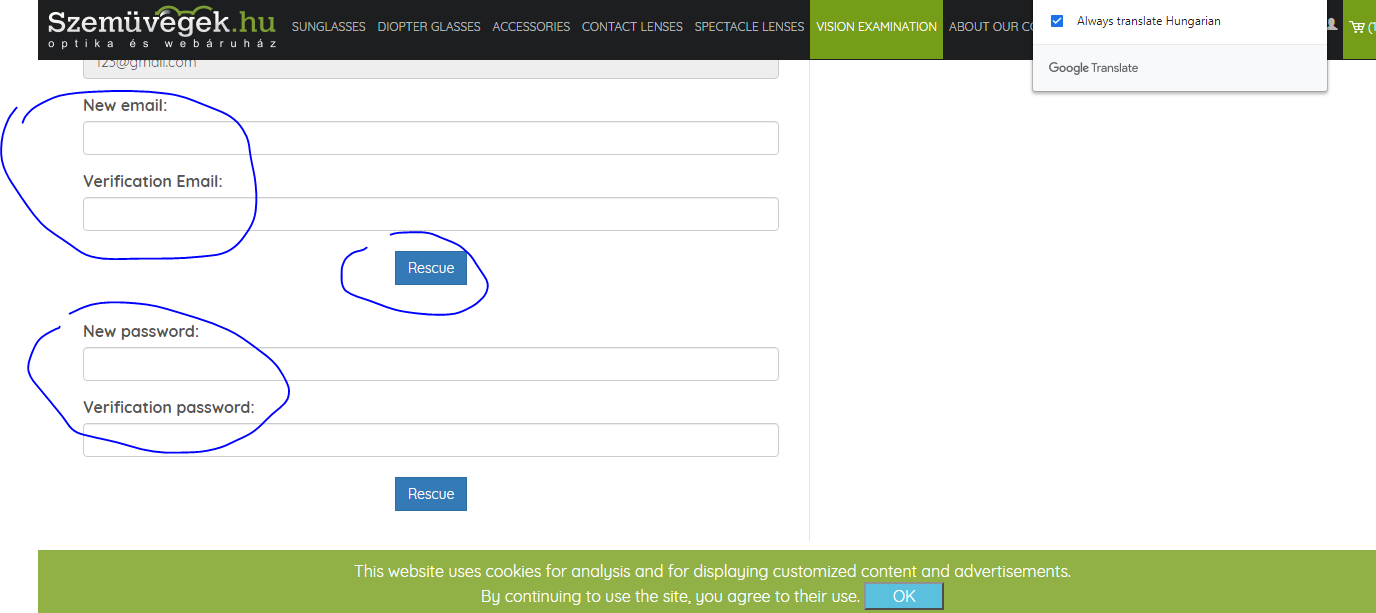 Szemüvegek.hu
optika és webáruház
SUNGLASSES DIOPTER GLASSES ACCESSORIES CONTACT LENSES SPECTACLE LENSES VISION EXAMINATION ABOUT OUR CO
Always translate Hungarian
Google Translate
(1
123@gmail.com
New email:
Verification Email:
Rescue
New password:
Verification password:
Rescue
This website uses cookies for analysis and for displaying customized content and advertisements.
By continuing to use the site, you agree to their use. OK